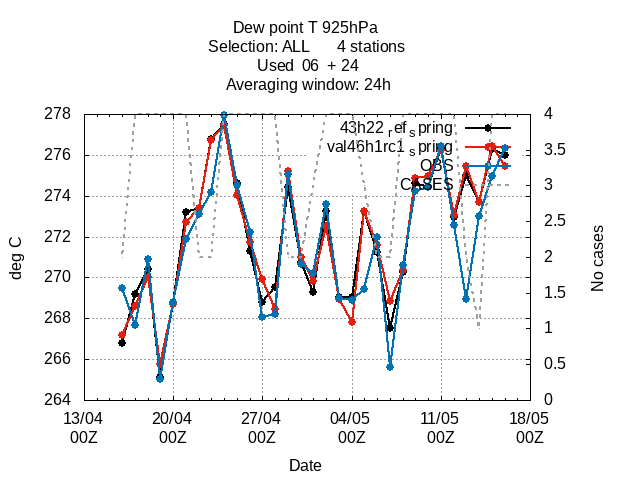 Dew point T 925hPa
Selection: ALL 4 stations
Used 06 + 24
Averaging window: 24h
43h22_ref_spring
val46h1rc1_spring
OBS
CASES
278
276
274
272
270
268
266
264
4
3.5
3
2.5
2
1.5
1
0.5
0
deg C
No cases
13/04 20/04 27/04 04/05 11/05 18/05
00Z 00Z 00Z 00Z 00Z 00Z
Date